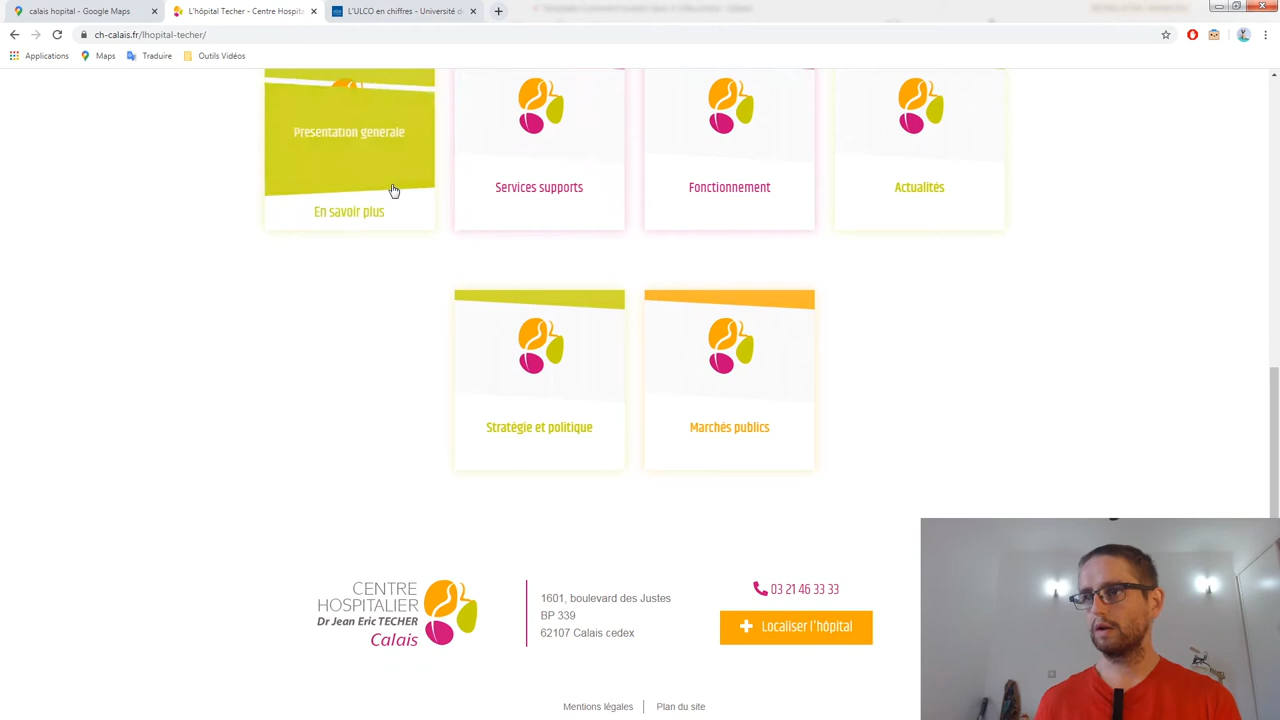 calais hopital - Google Maps
L'hôpital Techer - Centre Hospita
L'ULCO en chiffres - Université d
ch-calais.fr/lhopital-techer/
Applications
Maps
Traduire
Outils Vidéos
Présentation générale
En savoir plus
Services supports
Fonctionnement
Actualités
Stratégie et politique
Marchés publics
CENTRE
HOSPITALIER
Dr Jean Eric TECHER
Calais
1601, boulevard des Justes
BP 339
62107 Calais cedex
03 21 46 33 33
Localiser l'hôpital
Mentions légales
Plan du site